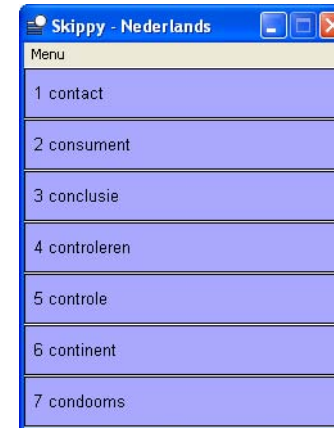 Skippy - Nederlands
Menu
1 contact
2 consument
3 conclusie
4 controleren
5 controle
6 continent
7 condooms